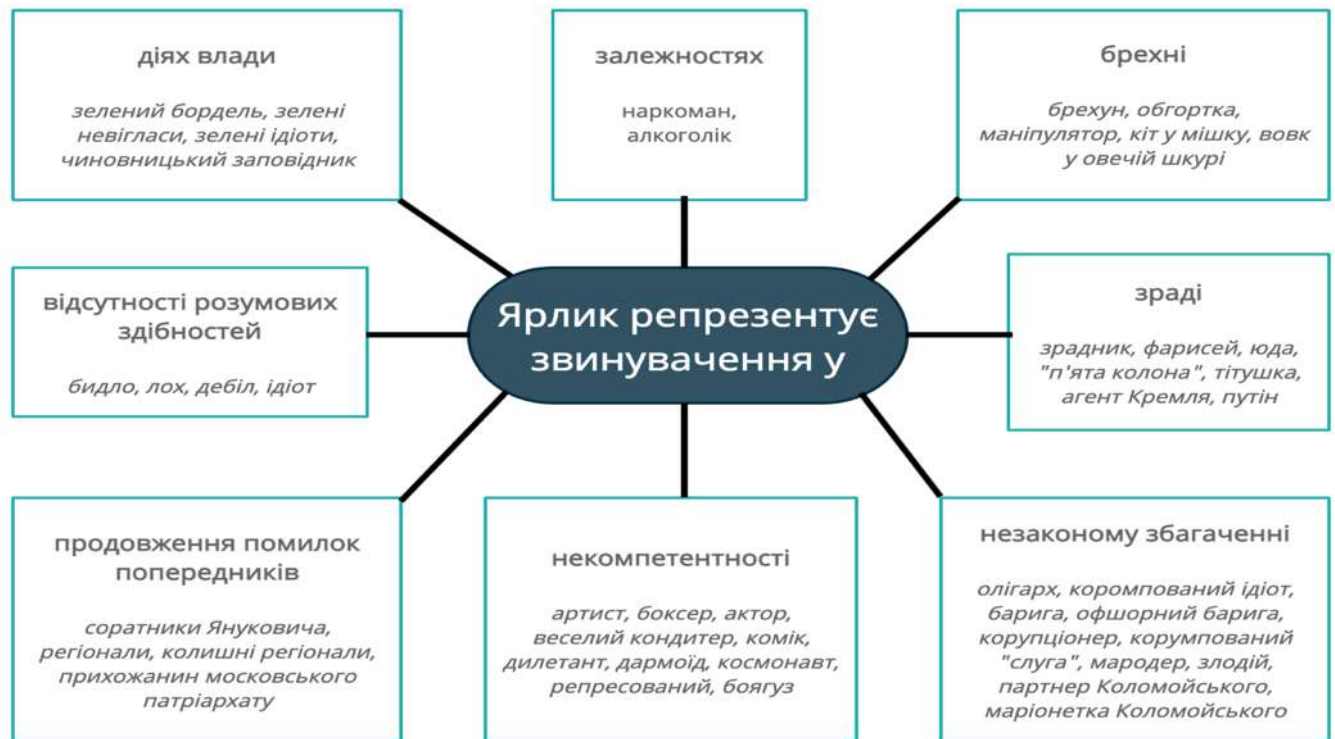 діях влади
зелений бордель, зелені
невігласи, зелені ідіоти,
чиновницький заповідник
залежностях
наркоман,
алкоголік
брехні
брехун, обгортка,
маніпулятор, кіт у мішку, вовк
у овечій шкурі
відсутності розумових
здібностей
бидло, лох, дебіл, ідіот
Ярлик репрезентує
звинувачення у
зраді
зрадник, фарисей, юда,
"п'ята колона", тітушка,
агент Кремля, путін
продовження помилок
попередників
соратники Януковича,
регіонали, колишні регіонали,
прихожанин московського
патріархату
некомпетентності
артист, боксер, актор,
веселий кондитер, комік,
дилетант, дармоїд, космонавт,
репресований, боягуз
незаконому збагаченні
олігарх, коромпований ідіот,
барига, офшорний барига,
корупціонер, корумпований
"слуга", мародер, злодій,
партнер Коломойського,
маріонетка Коломойського